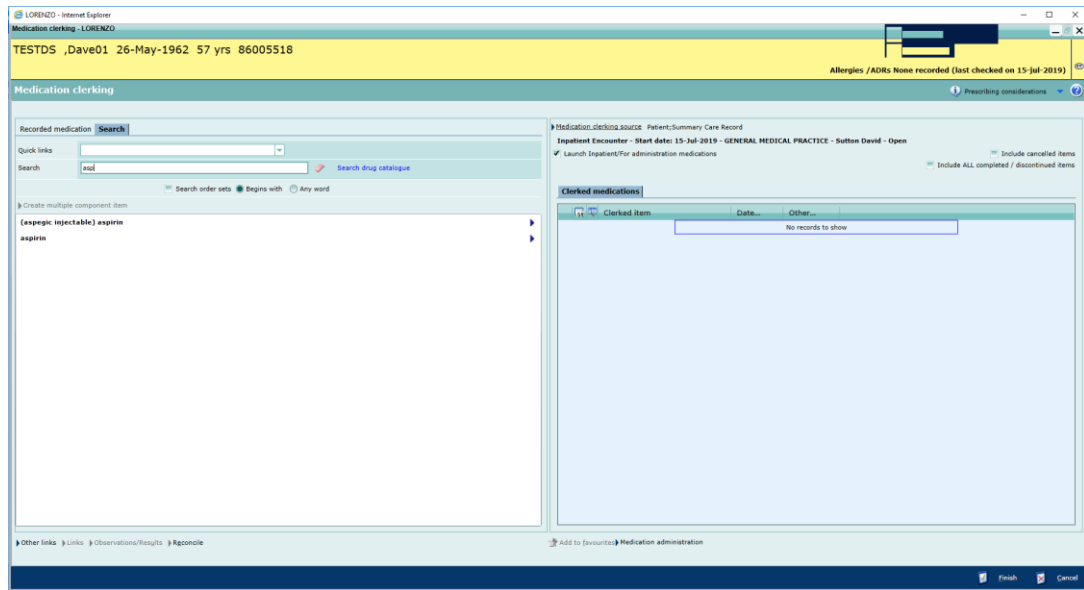 LORENZO - Internet Explorer
Medication clerking - LORENZO
TESTDS ,Dave01 26-May-1962 57 yrs 86005518
Allergies /ADRs None recorded (last checked on 15-Jul-2019)
Medication clerking
Prescribing considerations
Recorded medication Search
Quick links
Search asp Search drug catalogue
Search order sets Begins with Any word
Create multiple component item
(aspegic injectable) aspirin
aspirin
Other links Links Observations/Results Reconcile
Medication clerking source Patient;Summary Care Record
Inpatient Encounter - Start date: 15-Jul-2019 - GENERAL MEDICAL PRACTICE - Sutton David - Open
Launch Inpatient/For administration medications
Include cancelled items
Include ALL completed / discontinued items
Clerked medications
Clerked item Date... Other...
No records to show
Add to favourites Medication administration
Finish Cancel